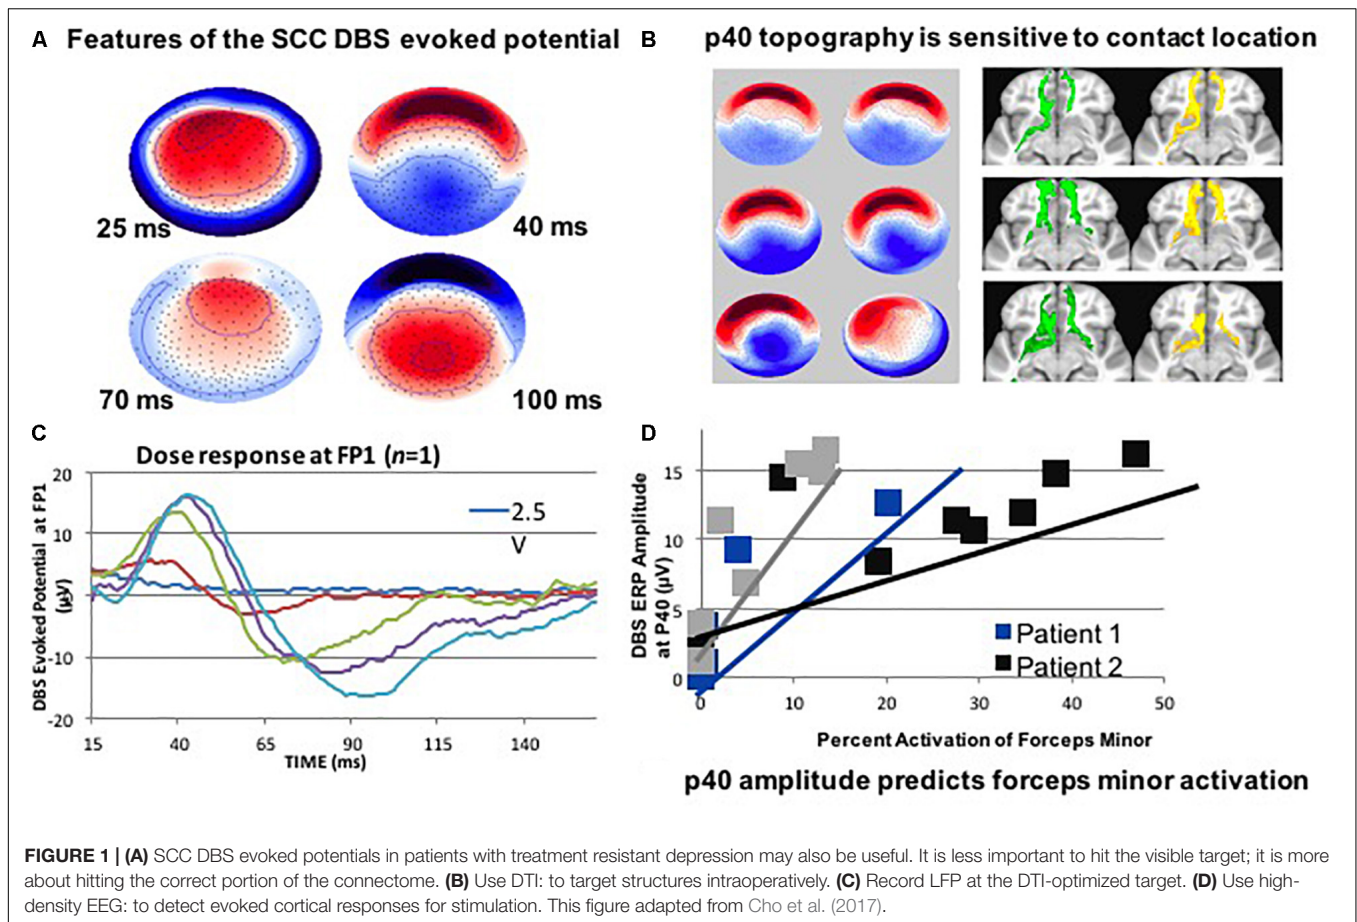 A Features of the SCC DBS evoked potential
25 ms
40 ms
70 ms
100 ms
B p40 topography is sensitive to contact location
C
Dose response at FP1 (n=1)
DBS Evoked Potential at FP1
(µV)
20
10
0
-10
-20
2.5
V
15 40 65 90 115 140
TIME (ms)
D
DBS ERP Amplitude
at P40 (µV)
15
10
5
0
Patient 1
Patient 2
0 10 20 30 40 50
Percent Activation of Forceps Minor
p40 amplitude predicts forceps minor activation
FIGURE 1 | (A) SCC DBS evoked potentials in patients with treatment resistant depression may also be useful. It is less important to hit the visible target; it is more
about hitting the correct portion of the connectome. (B) Use DTI: to target structures intraoperatively. (C) Record LFP at the DTI-optimized target. (D) Use high-
density EEG: to detect evoked cortical responses for stimulation. This figure adapted from Cho et al. (2017).